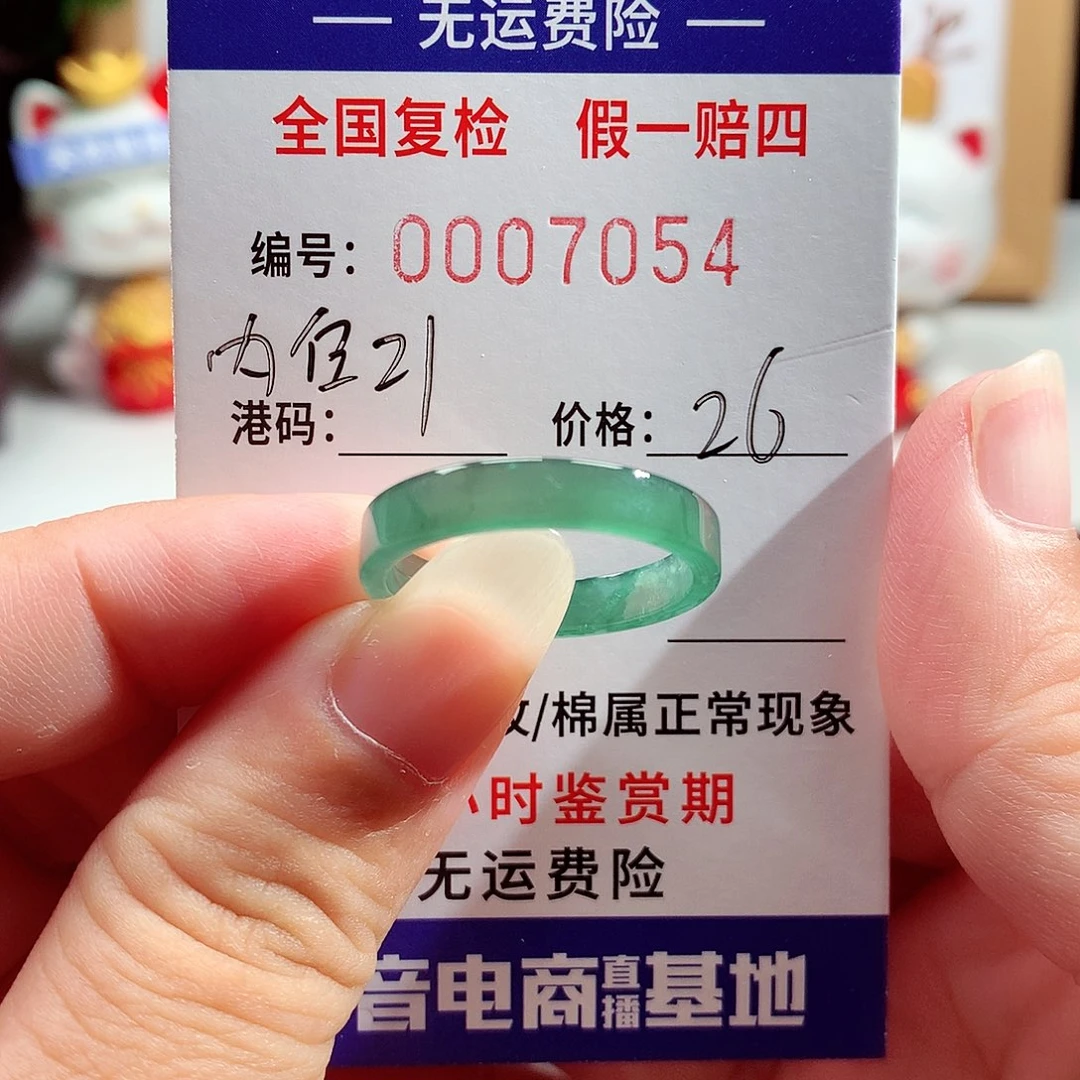 — 无运费险 —
全国复检 假一赔四
编号：0007054
内径21
港码： 价格：26
/棉属正常现象
时鉴赏期
无运费险
音电商直播基地